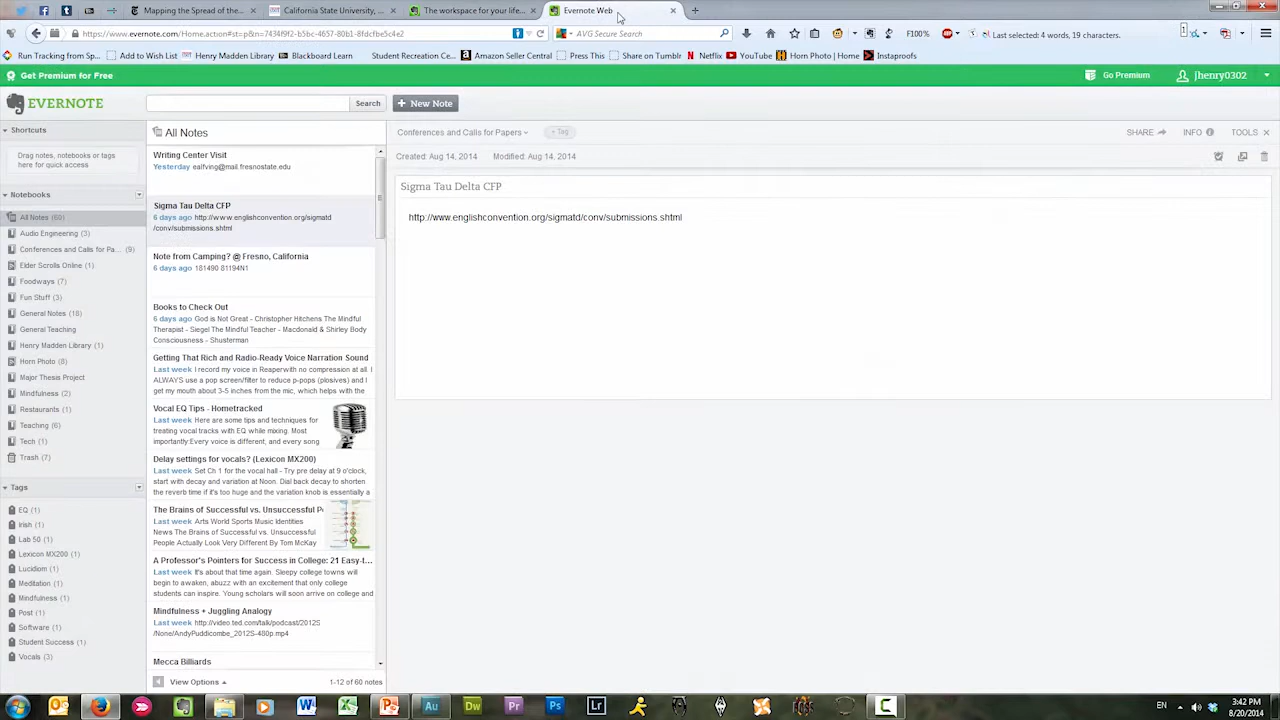 Mapping the Spread of the ...
California State University, ...
The workspace for your life...
Evernote Web
https://www.evernote.com/Home.action#st=p&n=7434f9f2-b5bc-4657-80b1-8fdcfbe5c4e2
AVG Secure Search
F100%
Last selected: 4 words, 19 characters.
Run Tracking from Sp...
Add to Wish List
Henry Madden Library
Blackboard Learn
Student Recreation Ce...
Amazon Seller Central
Press This
Share on Tumblr
Netflix
YouTube
Horn Photo | Home
Instaproofs
Get Premium for Free
Go Premium
jhenry0302
EVERNOTE
Search
+ New Note
Shortcuts
Drag notes, notebooks or tags
here for quick access
Notebooks
All Notes (60)
Audio Engineering (3)
Conferences and Calls for Pa... (9)
Elder Scrolls Online (1)
Foodways (7)
Fun Stuff (3)
General Notes (18)
General Teaching
Henry Madden Library (1)
Horn Photo (8)
Major Thesis Project
Mindfulness (2)
Restaurants (1)
Teaching (6)
Tech (1)
Trash (7)
Tags
EQ (1)
Irish (1)
Lab 50 (1)
Lexicon MX200 (1)
Lucidiom (1)
Meditation (1)
Mindfulness (1)
Post (1)
Software (1)
Student Success (1)
Vocals (3)
All Notes
Writing Center Visit
Yesterday ealfving@mail.fresnostate.edu
Sigma Tau Delta CFP
6 days ago http://www.englishconvention.org/sigmatd
/conv/submissions.shtml
Note from Camping? @ Fresno, California
6 days ago 181490 81194N1
Books to Check Out
6 days ago God is Not Great - Christopher Hitchens The Mindful
Therapist - Siegel The Mindful Teacher - Macdonald & Shirley Body
Consciousness - Shusterman
Getting That Rich and Radio-Ready Voice Narration Sound
Last week I record my voice in Reaperwith no compression at all. I
ALWAYS use a pop screen/filter to reduce p-pops (plosives) and I
get my mouth about 3-5 inches from the mic, which helps with the
Vocal EQ Tips - Hometracked
Last week Here are some tips and techniques for
treating vocal tracks with EQ while mixing. Most
importantly:Every voice is different, and every song
Delay settings for vocals? (Lexicon MX200)
Last week Set Ch 1 for the vocal hall - Try pre delay at 9 o'clock,
start with decay and variation at Noon. Dial back decay to shorten
the reverb time if it's too huge and the variation knob is essentially a
The Brains of Successful vs. Unsuccessful P
Last week Arts World Sports Music Identities
News The Brains of Successful vs. Unsuccessful
People Actually Look Very Different By Tom McKay
A Professor's Pointers for Success in College: 21 Easy-t...
Last week It's about that time again. Sleepy college towns will
begin to awaken, abuzz with an excitement that only college
students can inspire. Young scholars will soon arrive on college and
Mindfulness + Juggling Analogy
Last week http://video.ted.com/talk/podcast/2012S
/None/AndyPuddicombe_2012S-480p.mp4
Mecca Billiards
View Options
1-12 of 60 notes
Conferences and Calls for Papers
+ Tag
SHARE
INFO
TOOLS
Created: Aug 14, 2014
Modified: Aug 14, 2014
Sigma Tau Delta CFP
http://www.englishconvention.org/sigmatd/conv/submissions.shtml
Au
Dw
Pr
Ps
Lr
EN
3:42 PM
8/20/2014